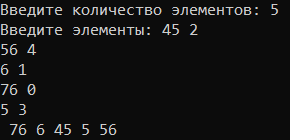 Введите количество элементов: 5
Введите элементы: 45 2
56 4
6 1
76 0
5 3
 76 6 45 5 56